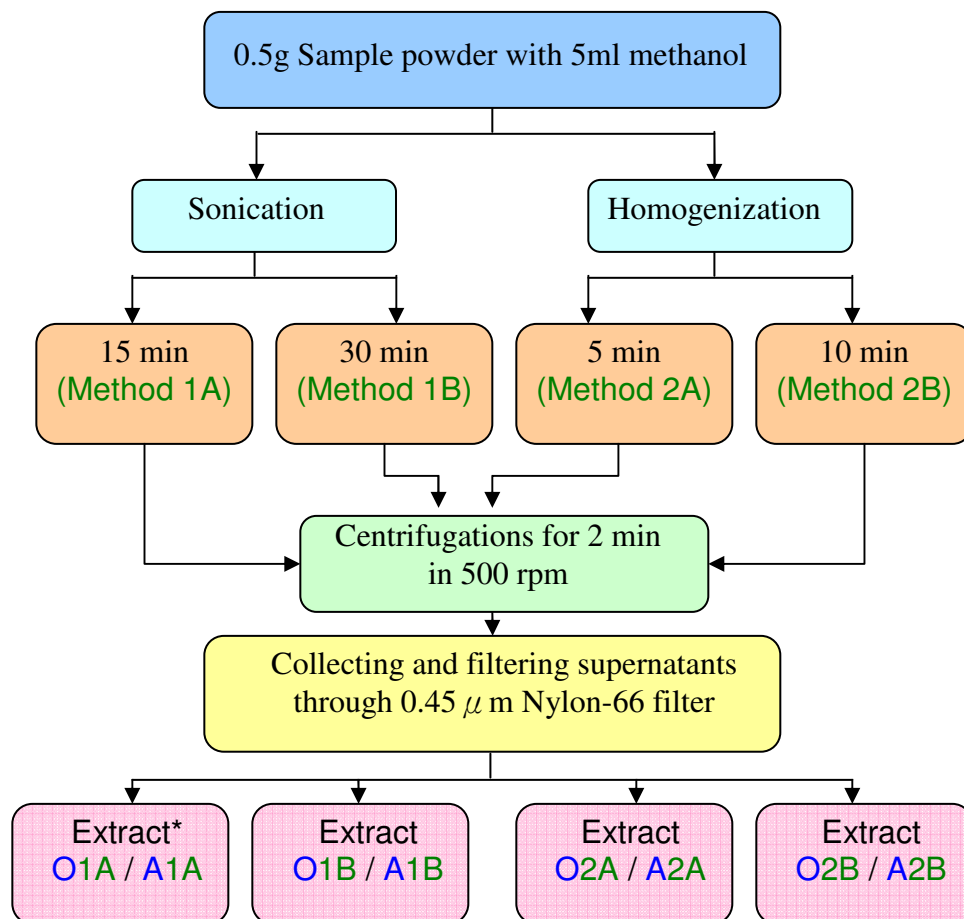 0.5g Sample powder with 5ml methanol
Sonication
Homogenization
15 min
(Method 1A)
30 min
(Method 1B)
5 min
(Method 2A)
10 min
(Method 2B)
Centrifugations for 2 min
in 500 rpm
Collecting and filtering supernatants
through 0.45 μ m Nylon-66 filter
Extract*
O1A / A1A
Extract
O1B / A1B
Extract
O2A / A2A
Extract
O2B / A2B